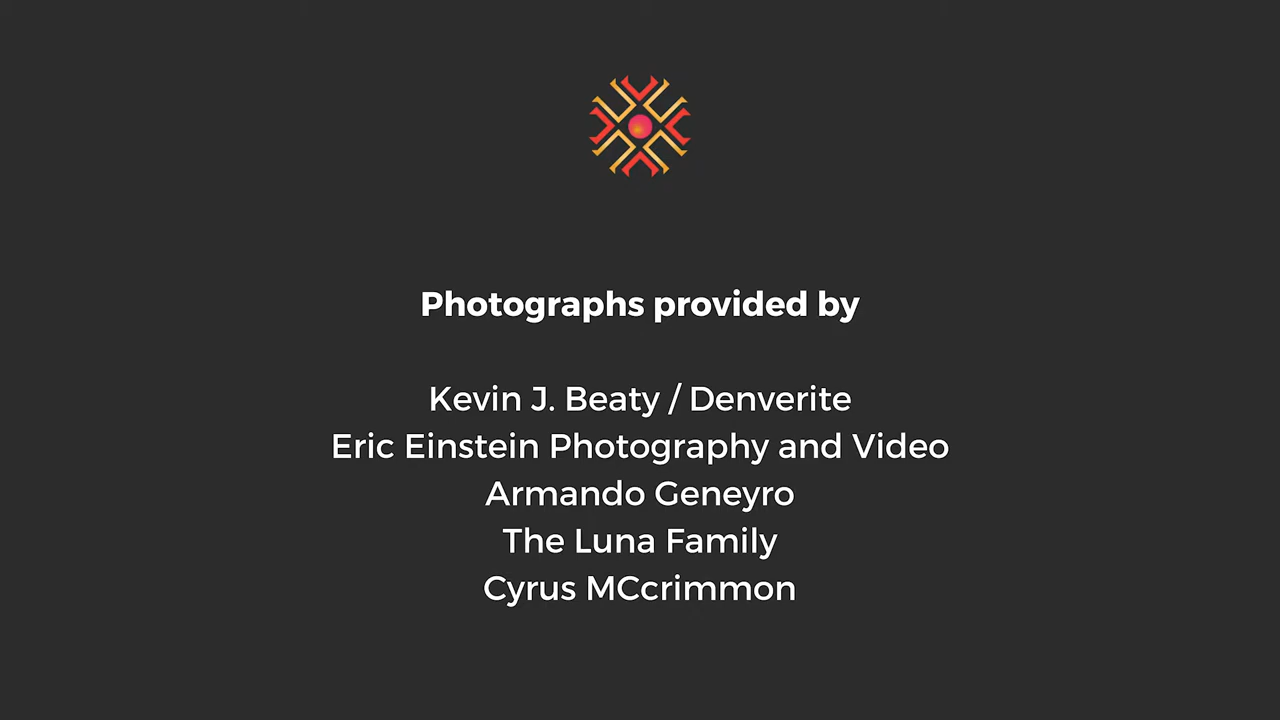 Photographs provided by
Kevin J. Beaty / Denverite
Eric Einstein Photography and Video
Armando Geneyro
The Luna Family
Cyrus MCcrimmon